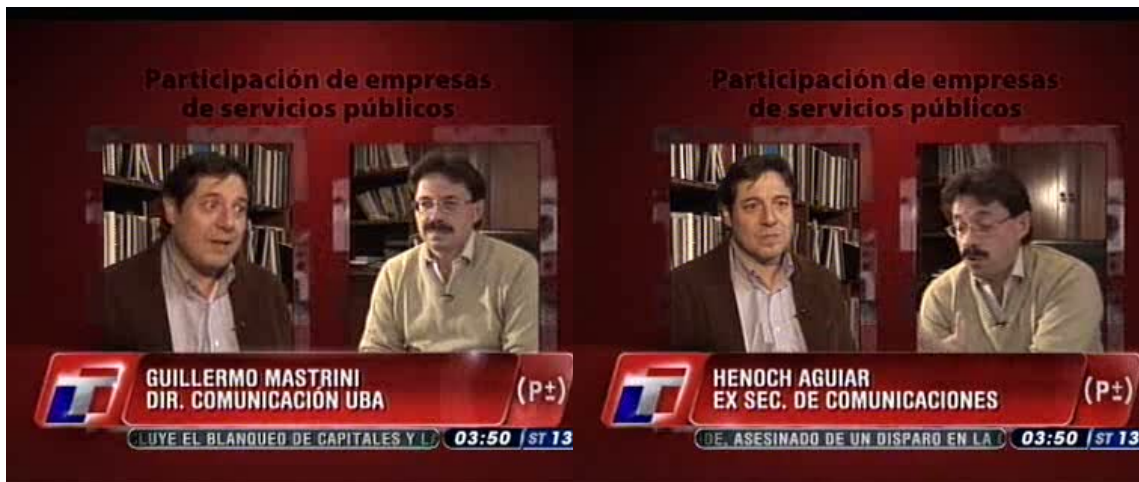 Participación de empresas
de servicios públicos
GUILLERMO MASTRINI
DIR. COMUNICACIÓN UBA
(P±)
LUYE EL BLANQUEO DE CAPITALES Y L
03:50
ST 13
Participación de empresas
de servicios públicos
HENOCH AGUIAR
EX SEC. DE COMUNICACIONES
(P±)
DE, ASESINADO DE UN DISPARO EN LA
03:50
ST 13